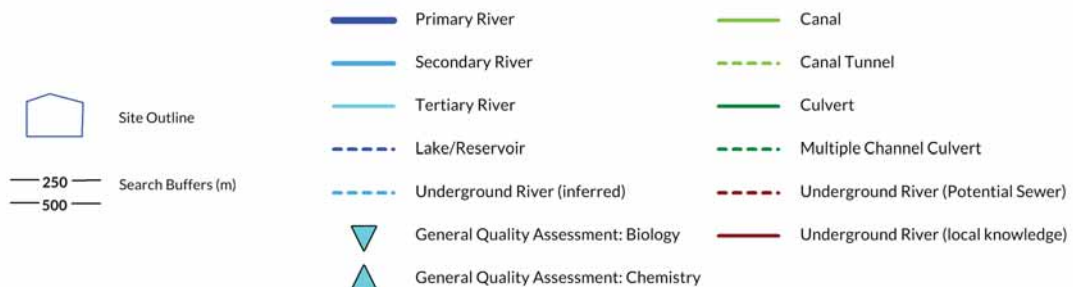 Site Outline
250
500
Search Buffers (m)
Primary River
Secondary River
Tertiary River
Lake/Reservoir
Underground River (inferred)
General Quality Assessment: Biology
General Quality Assessment: Chemistry
Canal
Canal Tunnel
Culvert
Multiple Channel Culvert
Underground River (Potential Sewer)
Underground River (local knowledge)